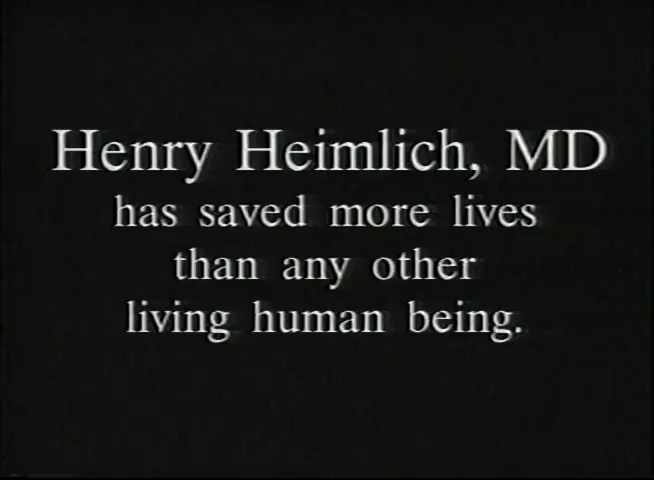 Henry Heimlich, MD
has saved more lives
than any other
living human being.